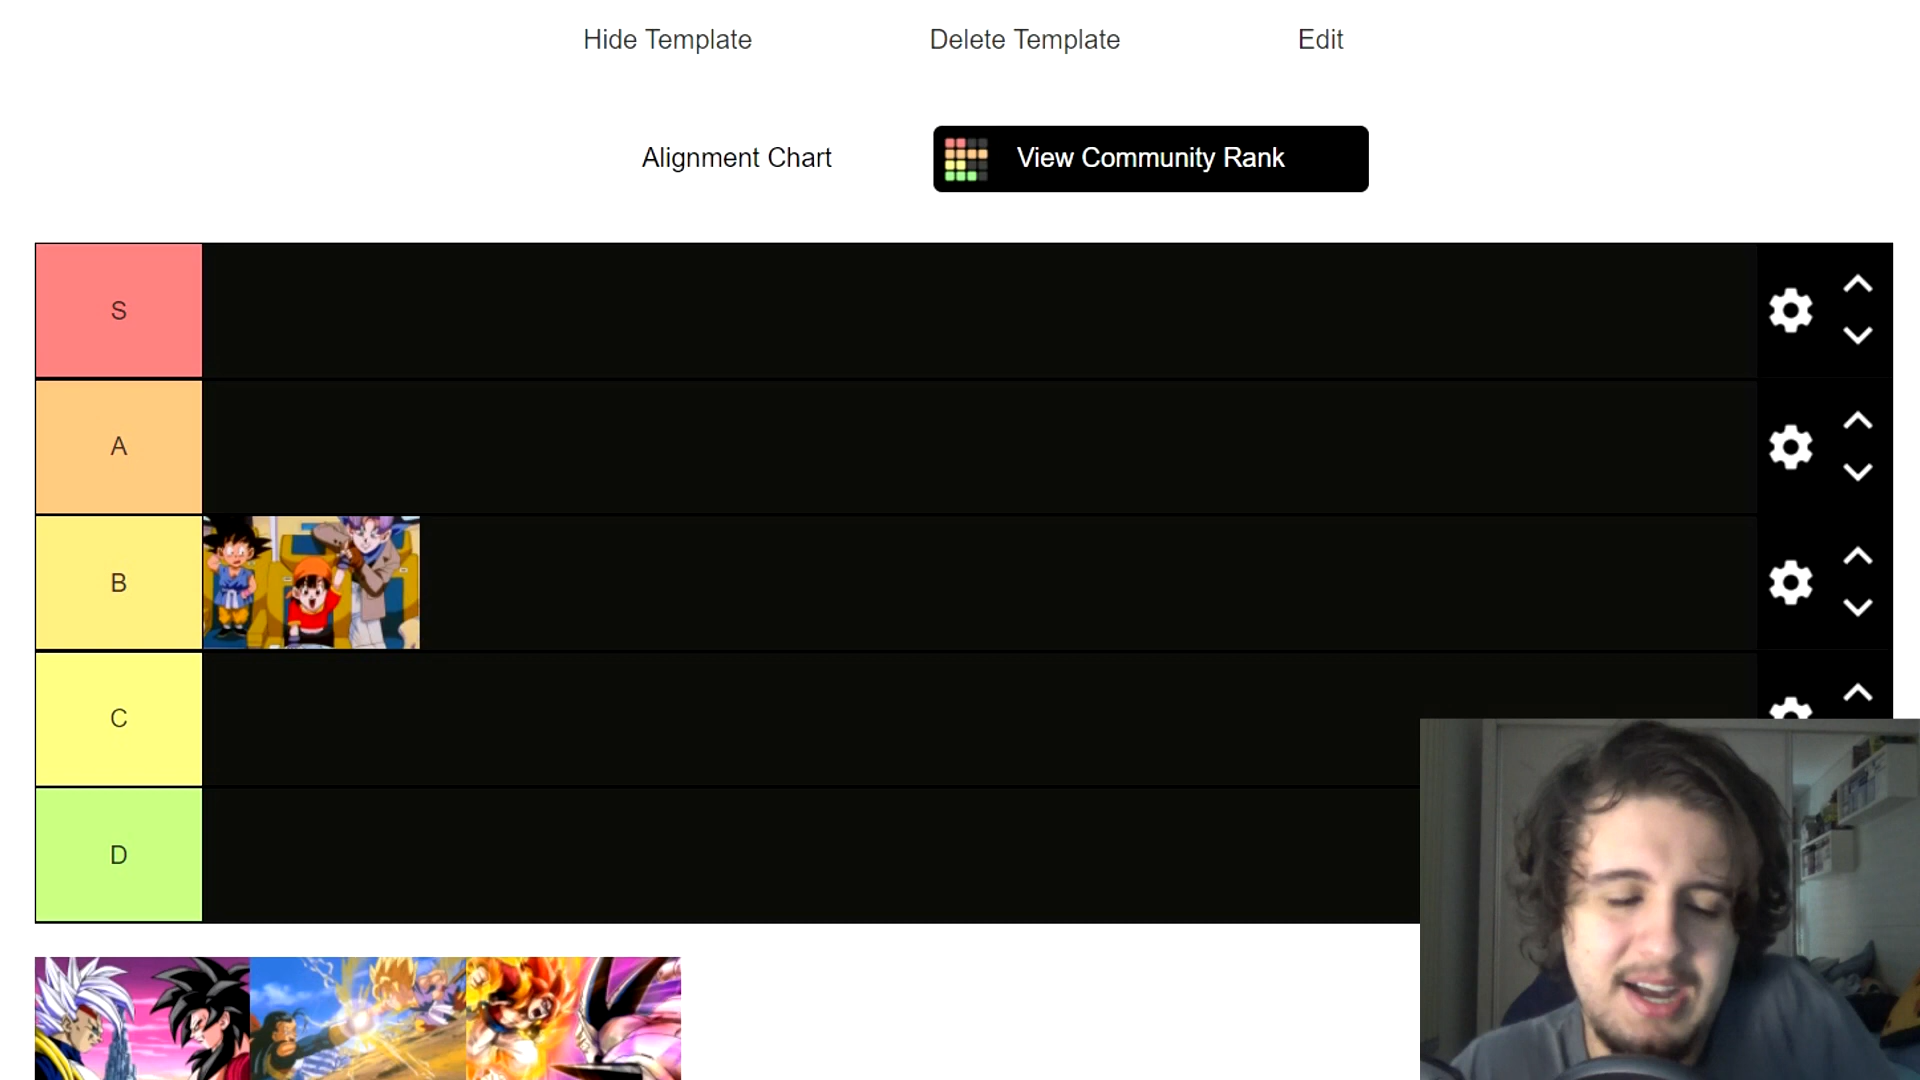 Hide Template Delete Template Edit
Alignment Chart View Community Rank
S
A
B
C
D